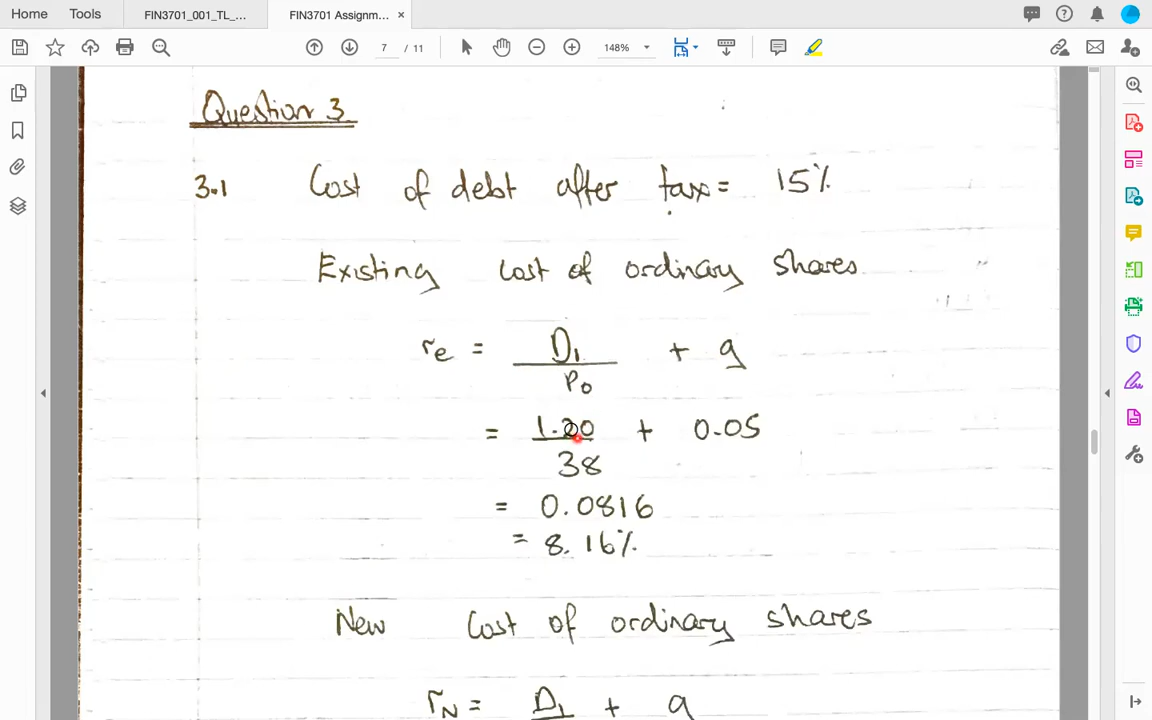 Home Tools FIN3701_001_TL_... FIN3701 Assignm... ×
7 / 11 148%
Question 3
3.1 Cost of debt after tax = 15%
Existing cost of ordinary shares
re = D1 + g
P0
= 1.20 + 0.05
38
= 0.0816
= 8.16%
New Cost of ordinary shares
rN = D1 + g